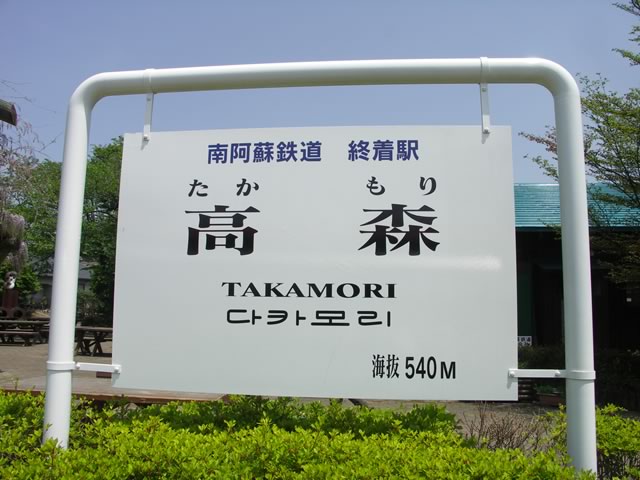 南阿蘇鉄道 終着駅
たか もり
高 森
TAKAMORI
다카모리
海抜 540M